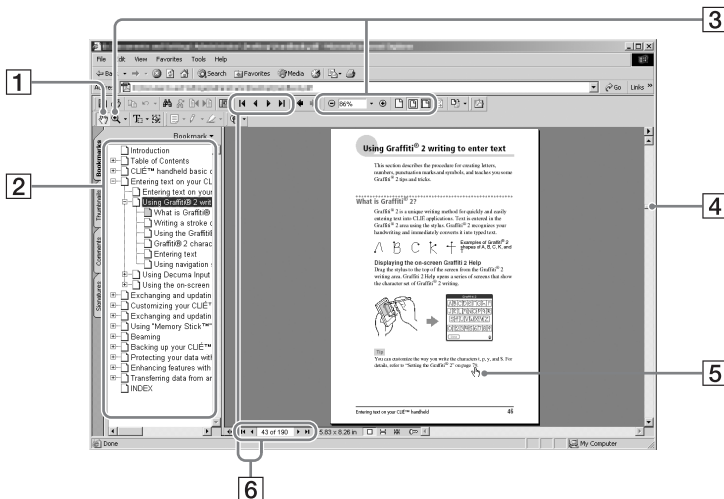 3
File Edit View Favorites Tools Help
Search Favorites Media
Go Links »
1
86%
Bookmark
Bookmarks
Thumbnails
Comments
Signatures
2
Introduction
Table of Contents
CLIÉ™ handheld basic
Entering text on your CL
Entering text on your
Using Graffiti® 2 writ
What is Graffiti®
Writing a stroke
Using the Graffiti
Graffiti® 2 charac
Entering text
Using navigation
Using Decuma Input
Using the on-screen
Exchanging and updatin
Customizing your CLIÉ™
Exchanging and updatin
Using "Memory Stick™"
Beaming
Backing up your CLIÉ™
Protecting your data wit
Enhancing features with
Transferring data from ar
INDEX
Using Graffiti® 2 writing to enter text
This section describes the procedure for creating letters,
numbers, punctuation marks and symbols, and teaches you some
Graffiti® 2 tips and tricks.
What is Graffiti® 2?
Graffiti® 2 is a unique writing method for quickly and easily
entering text into CLIE applications. Text is entered in the
Graffiti® 2 area using the stylus. Graffiti® 2 recognizes your
handwriting and immediately converts it into typed text.
Examples of Graffiti® 2
shapes of A, B, C, K, and
Displaying the on-screen Graffiti 2 Help
Drag the stylus to the top of the screen from the Graffiti® 2
writing area. Graffiti 2 Help opens a series of screens that show
the character set of Graffiti® 2 writing.
4
Tip
You can customize the way you write the characters t, p, y, and $. For
details, refer to "Setting the Graffiti® 2" on page
5
Entering text on your CLIÉ™ handheld 46
43 of 190 5.83 x 8.26 in
Done My Computer
6